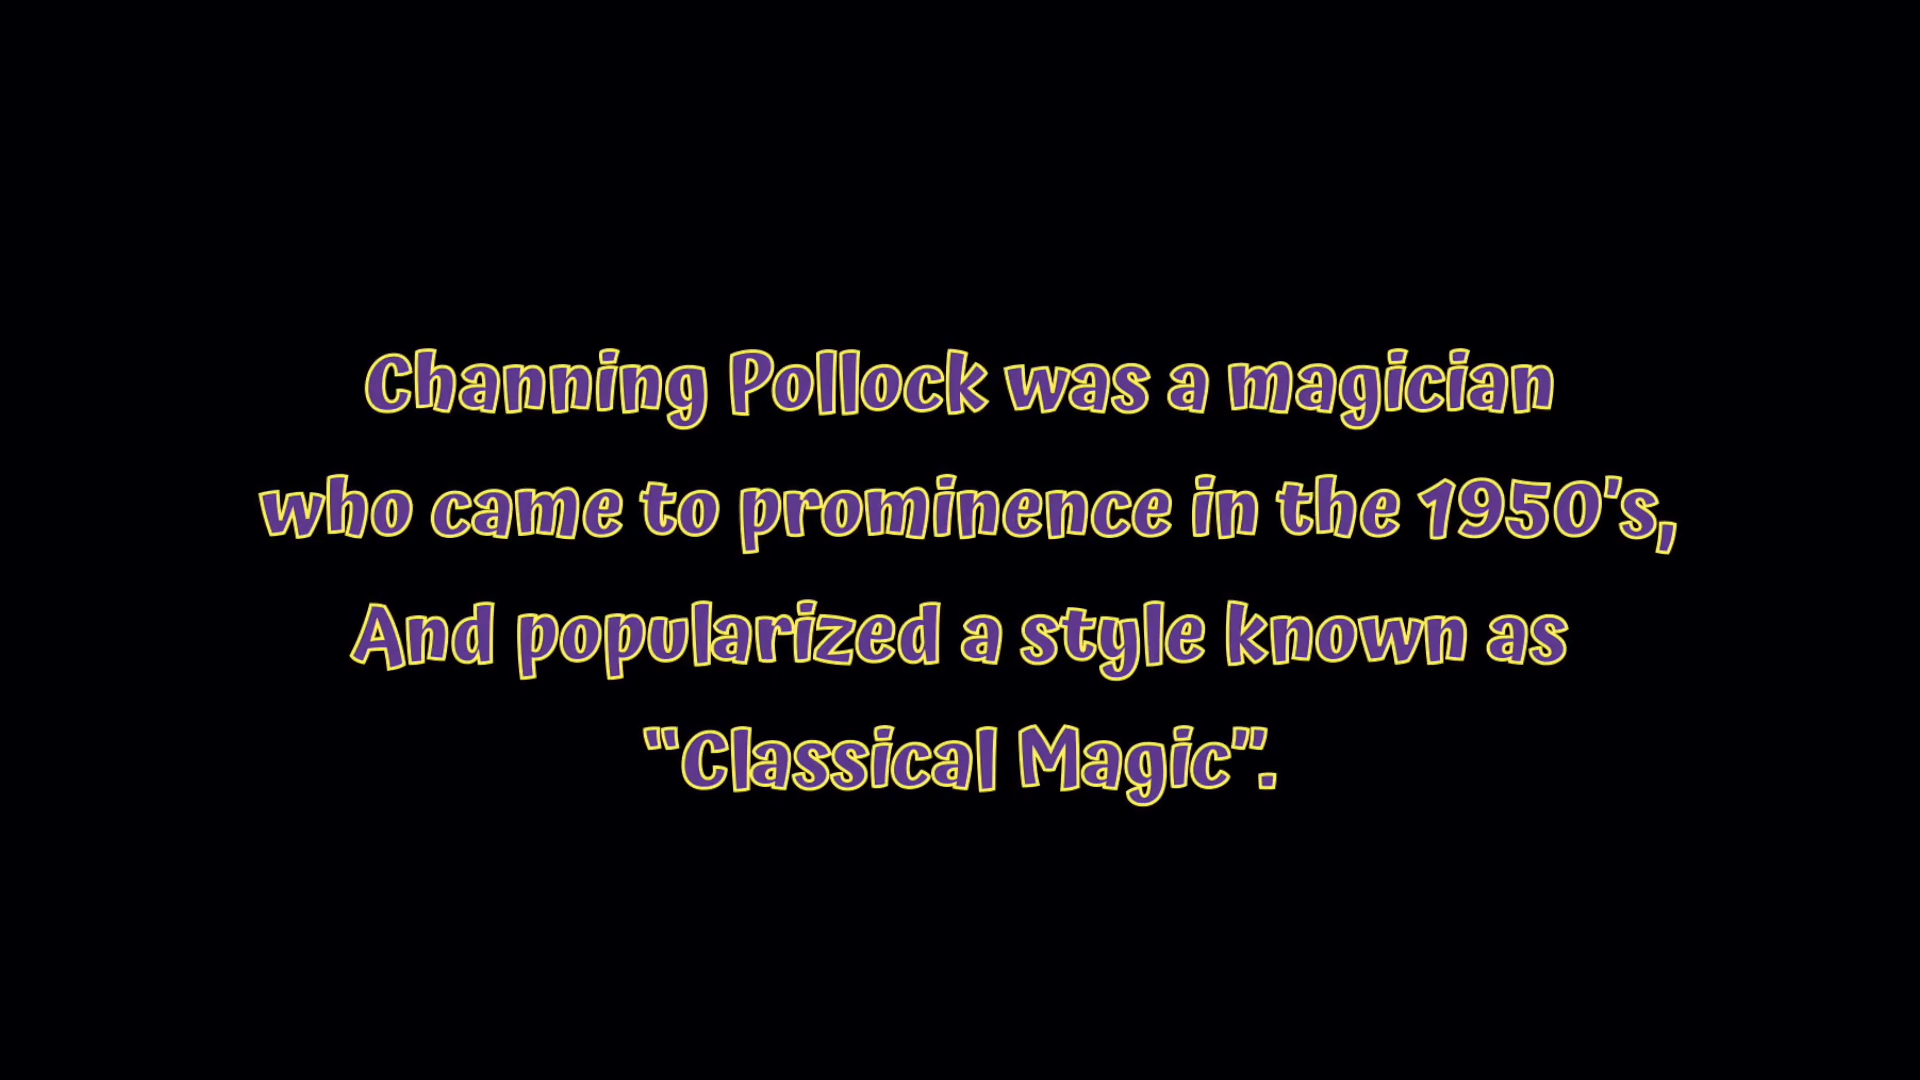 Channing Pollock was a magician
who came to prominence in the 1950's,
And popularized a style known as
"Classical Magic".